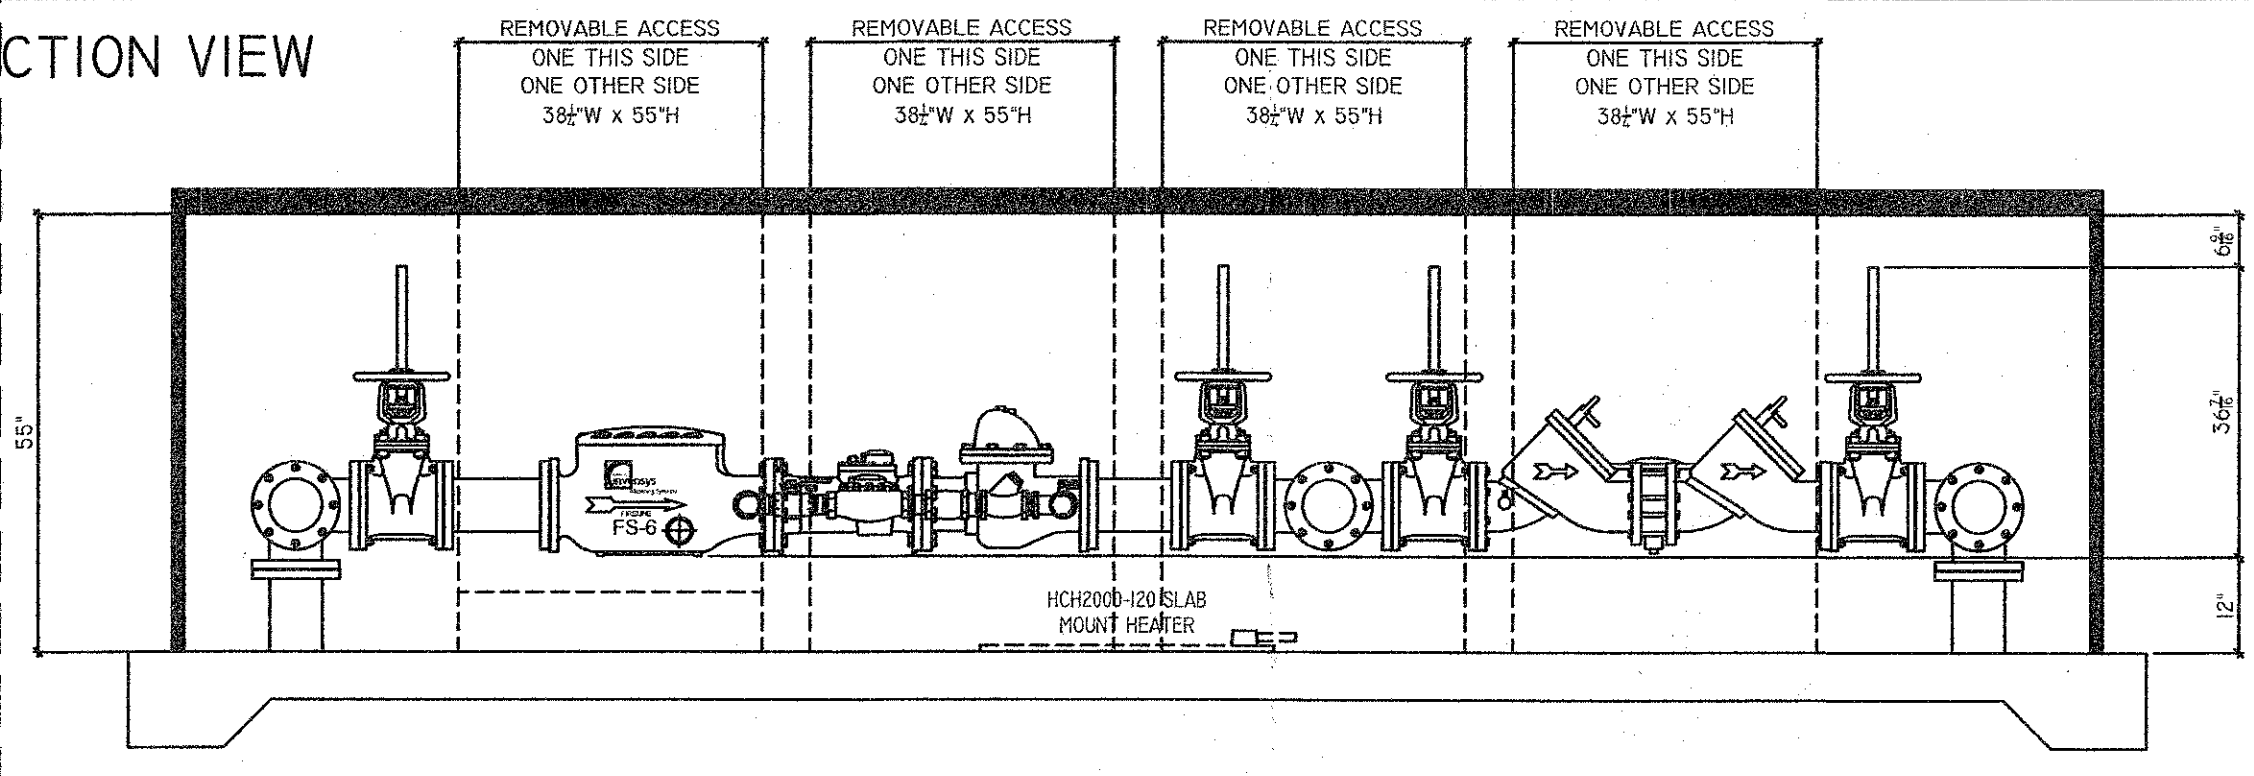 CTION VIEW
REMOVABLE ACCESS
ONE THIS SIDE
ONE OTHER SIDE
38¼"W x 55"H
REMOVABLE ACCESS
ONE THIS SIDE
ONE OTHER SIDE
38¼"W x 55"H
REMOVABLE ACCESS
ONE THIS SIDE
ONE OTHER SIDE
38¼"W x 55"H
REMOVABLE ACCESS
ONE THIS SIDE
ONE OTHER SIDE
38¼"W x 55"H
55"
6 9/16"
36 7/16"
12"
FS-6
HCH2000-120 SLAB
MOUNT HEATER